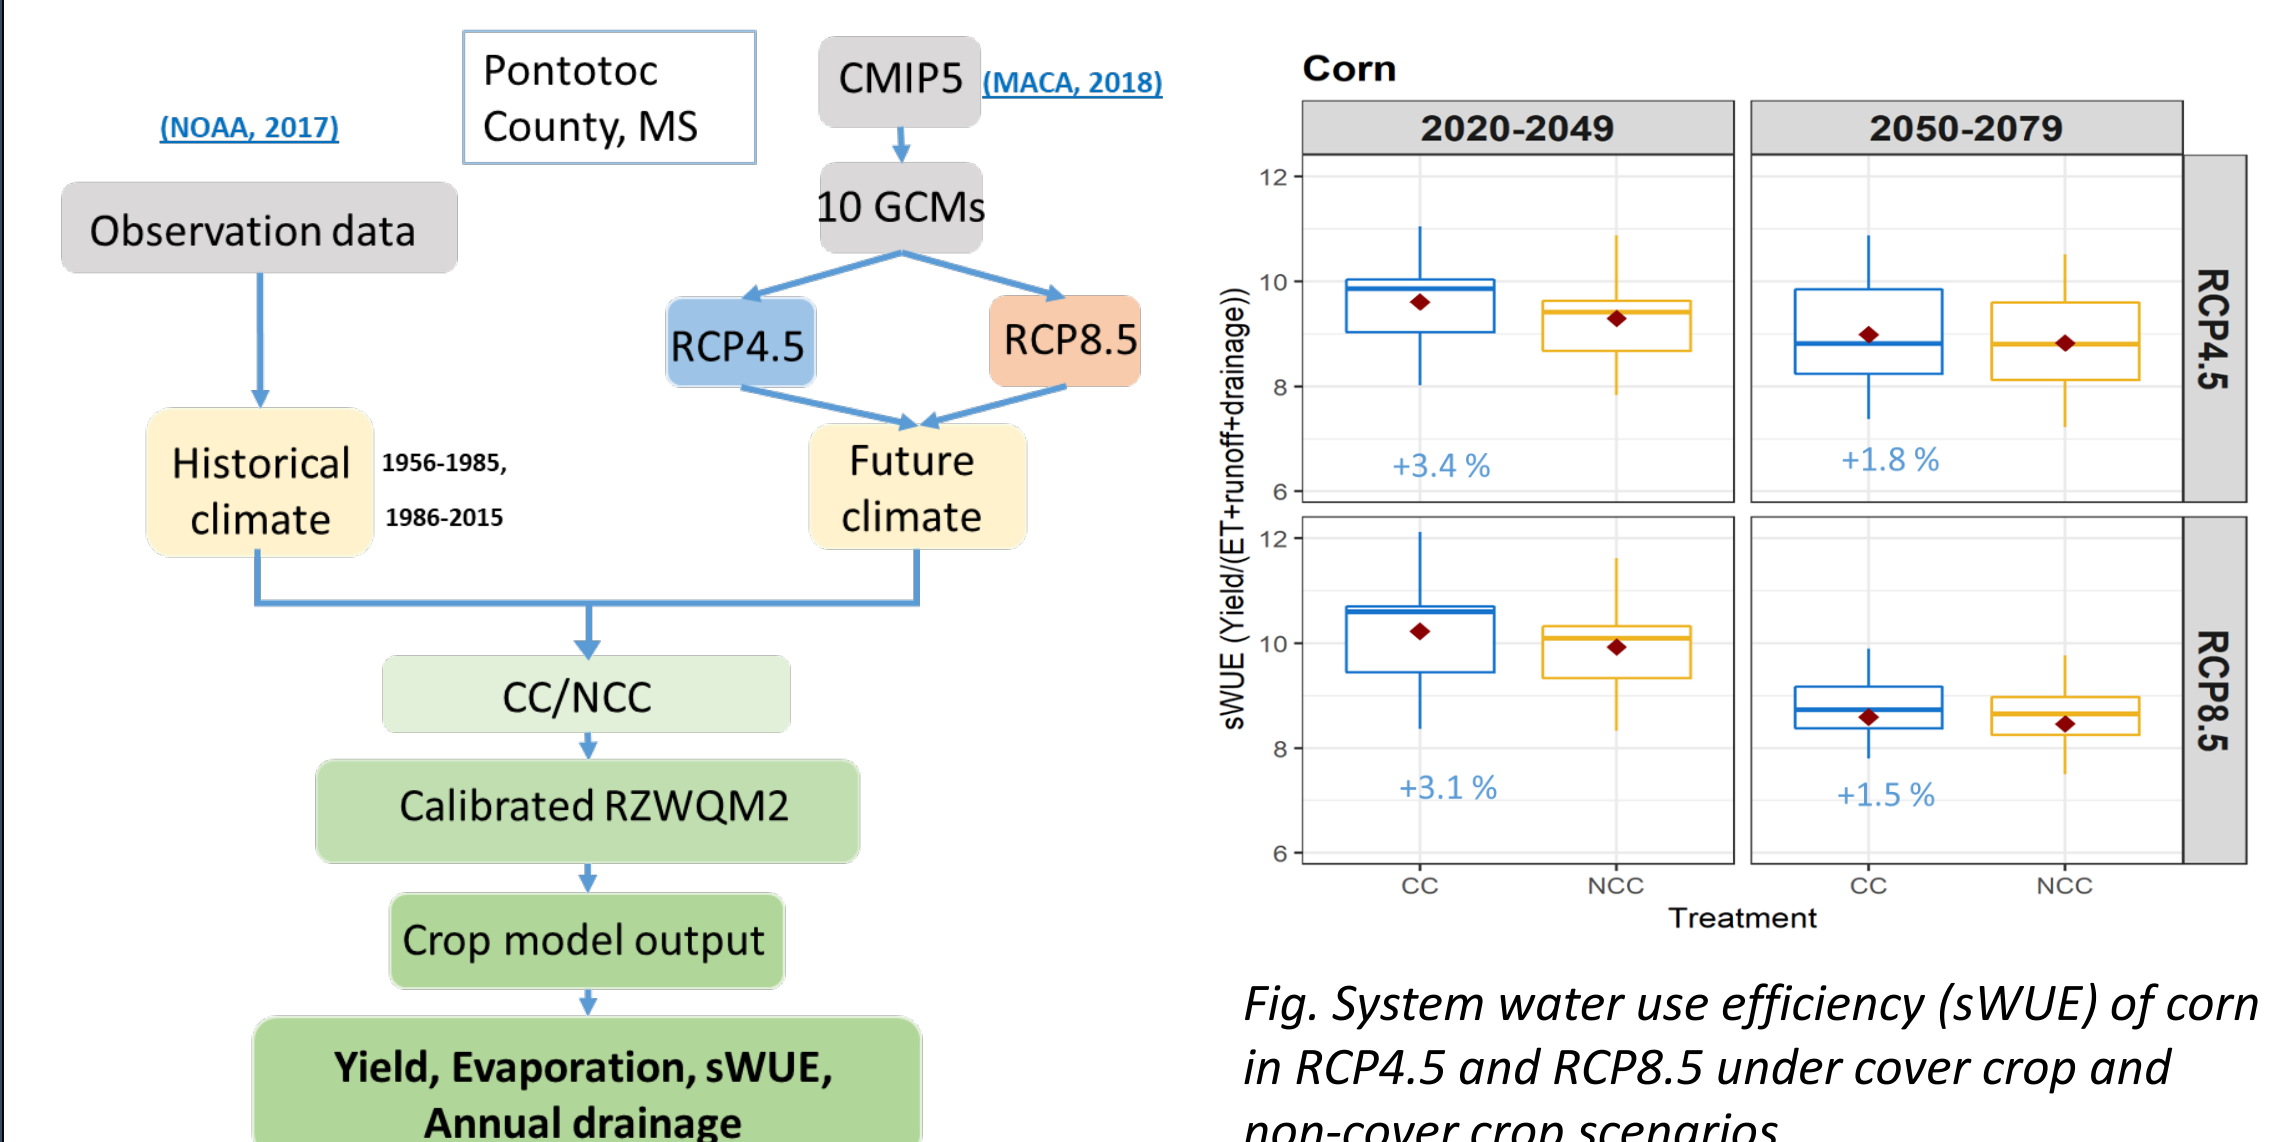 Pontotoc
County, MS
CMIP5
(MACA, 2018)
(NOAA, 2017)
10 GCMs
Observation data
RCP4.5
RCP8.5
Historical
climate
1956-1985,
1986-2015
Future
climate
CC/NCC
Calibrated RZWQM2
Crop model output
Yield, Evaporation, sWUE,
Annual drainage
Corn
2020-2049
2050-2079
sWUE (Yield/(ET+runoff+drainage))
12
10
8
6
+3.4 %
+1.8 %
RCP4.5
12
10
8
6
+3.1 %
+1.5 %
RCP8.5
CC
NCC
CC
NCC
Treatment
Fig. System water use efficiency (sWUE) of corn
in RCP4.5 and RCP8.5 under cover crop and
non-cover crop scenarios